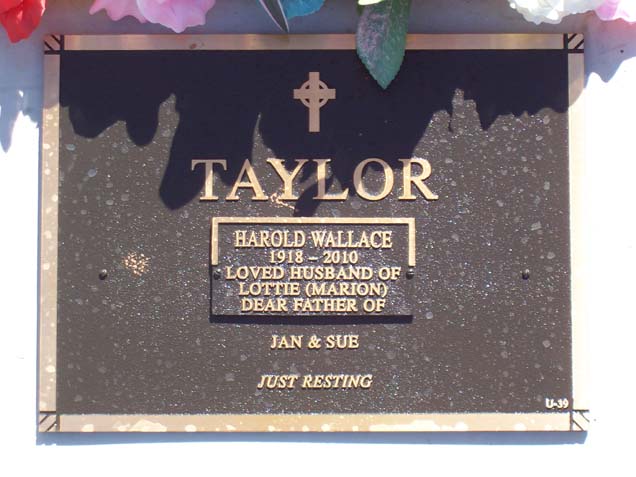 TAYLOR
HAROLD WALLACE
1918 – 2010
LOVED HUSBAND OF
LOTTIE (MARION)
DEAR FATHER OF
JAN & SUE
JUST RESTING
U-39